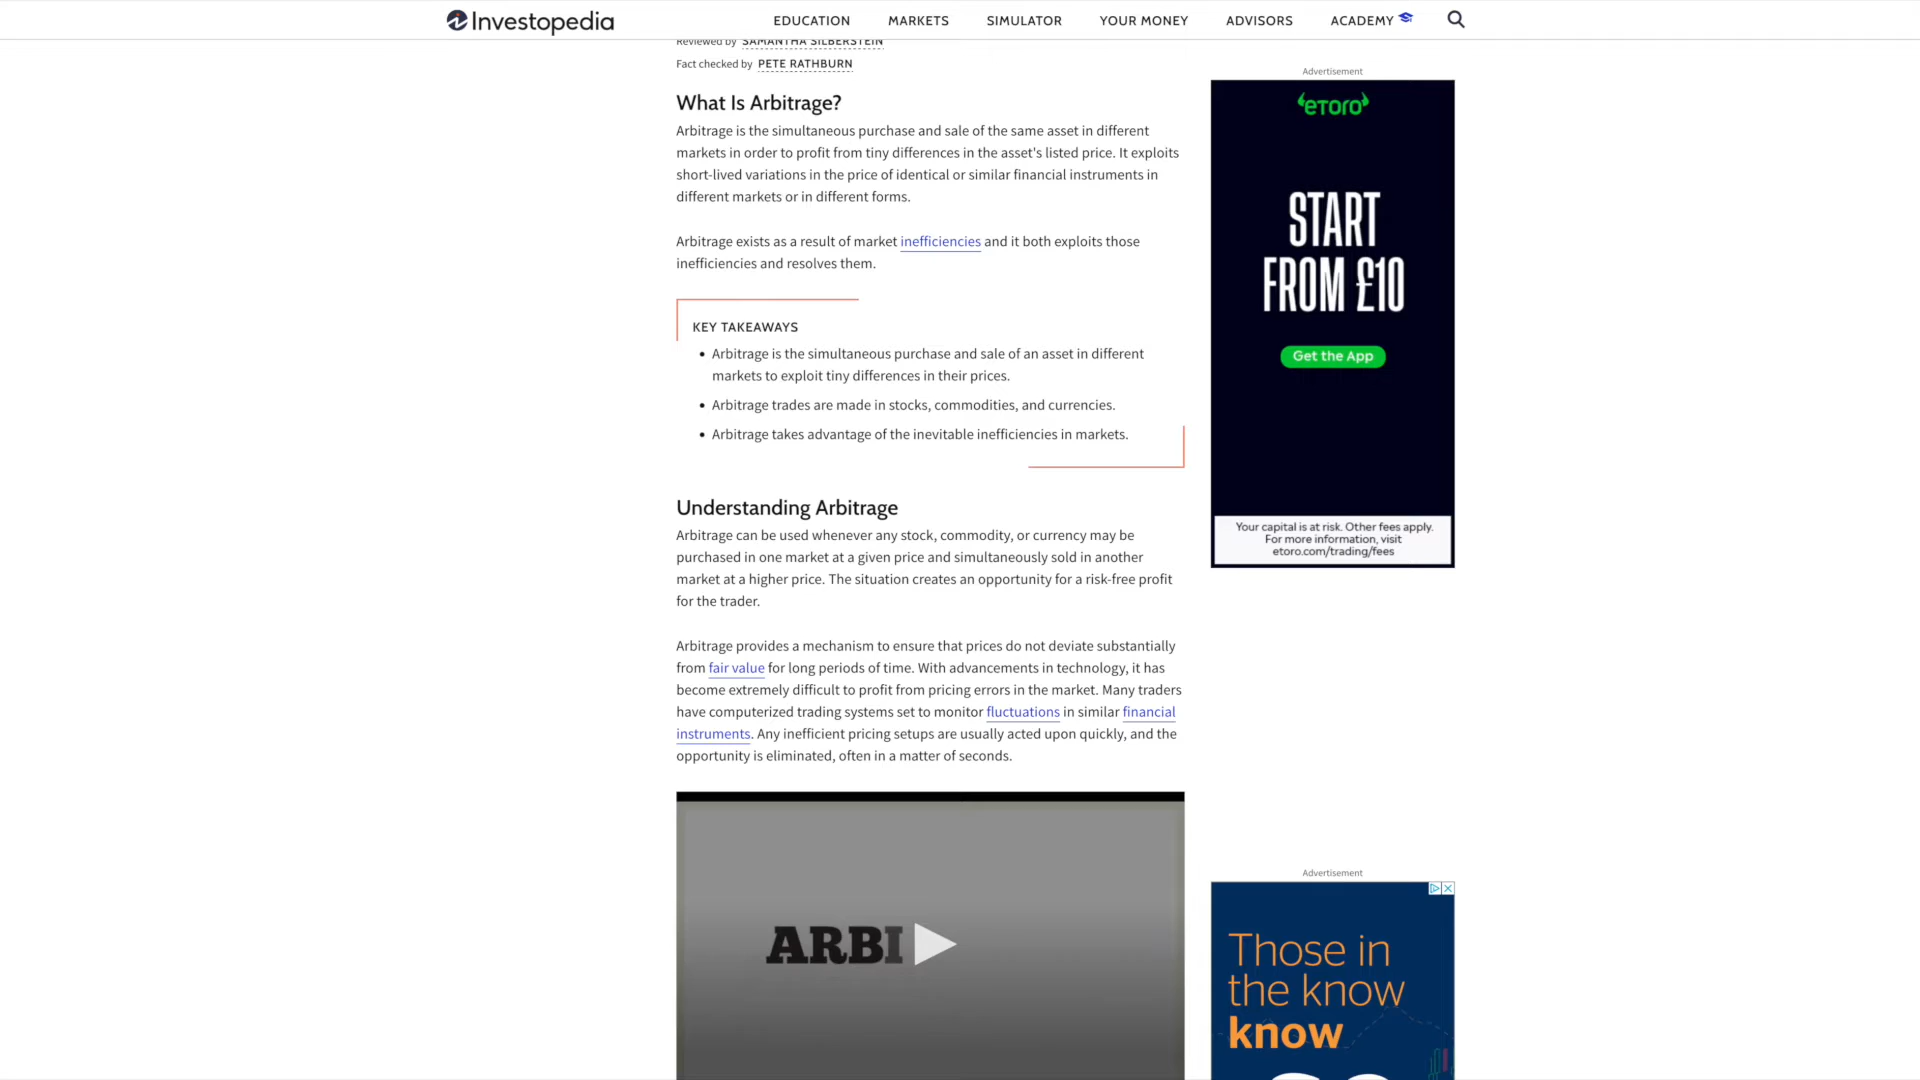 Investopedia
EDUCATION MARKETS SIMULATOR YOUR MONEY ADVISORS ACADEMY
Reviewed by SAMANTHA SILBERSTEIN
Fact checked by PETE RATHBURN
What Is Arbitrage?
Arbitrage is the simultaneous purchase and sale of the same asset in different
markets in order to profit from tiny differences in the asset's listed price. It exploits
short-lived variations in the price of identical or similar financial instruments in
different markets or in different forms.
Arbitrage exists as a result of market inefficiencies and it both exploits those
inefficiencies and resolves them.
KEY TAKEAWAYS
• Arbitrage is the simultaneous purchase and sale of an asset in different
markets to exploit tiny differences in their prices.
• Arbitrage trades are made in stocks, commodities, and currencies.
• Arbitrage takes advantage of the inevitable inefficiencies in markets.
Understanding Arbitrage
Arbitrage can be used whenever any stock, commodity, or currency may be
purchased in one market at a given price and simultaneously sold in another
market at a higher price. The situation creates an opportunity for a risk-free profit
for the trader.
Arbitrage provides a mechanism to ensure that prices do not deviate substantially
from fair value for long periods of time. With advancements in technology, it has
become extremely difficult to profit from pricing errors in the market. Many traders
have computerized trading systems set to monitor fluctuations in similar financial
instruments. Any inefficient pricing setups are usually acted upon quickly, and the
opportunity is eliminated, often in a matter of seconds.
ARBI
Advertisement
eToro
START
FROM £10
Get the App
Your capital is at risk. Other fees apply.
For more information, visit
etoro.com/trading/fees
Advertisement
Those in
the know
know